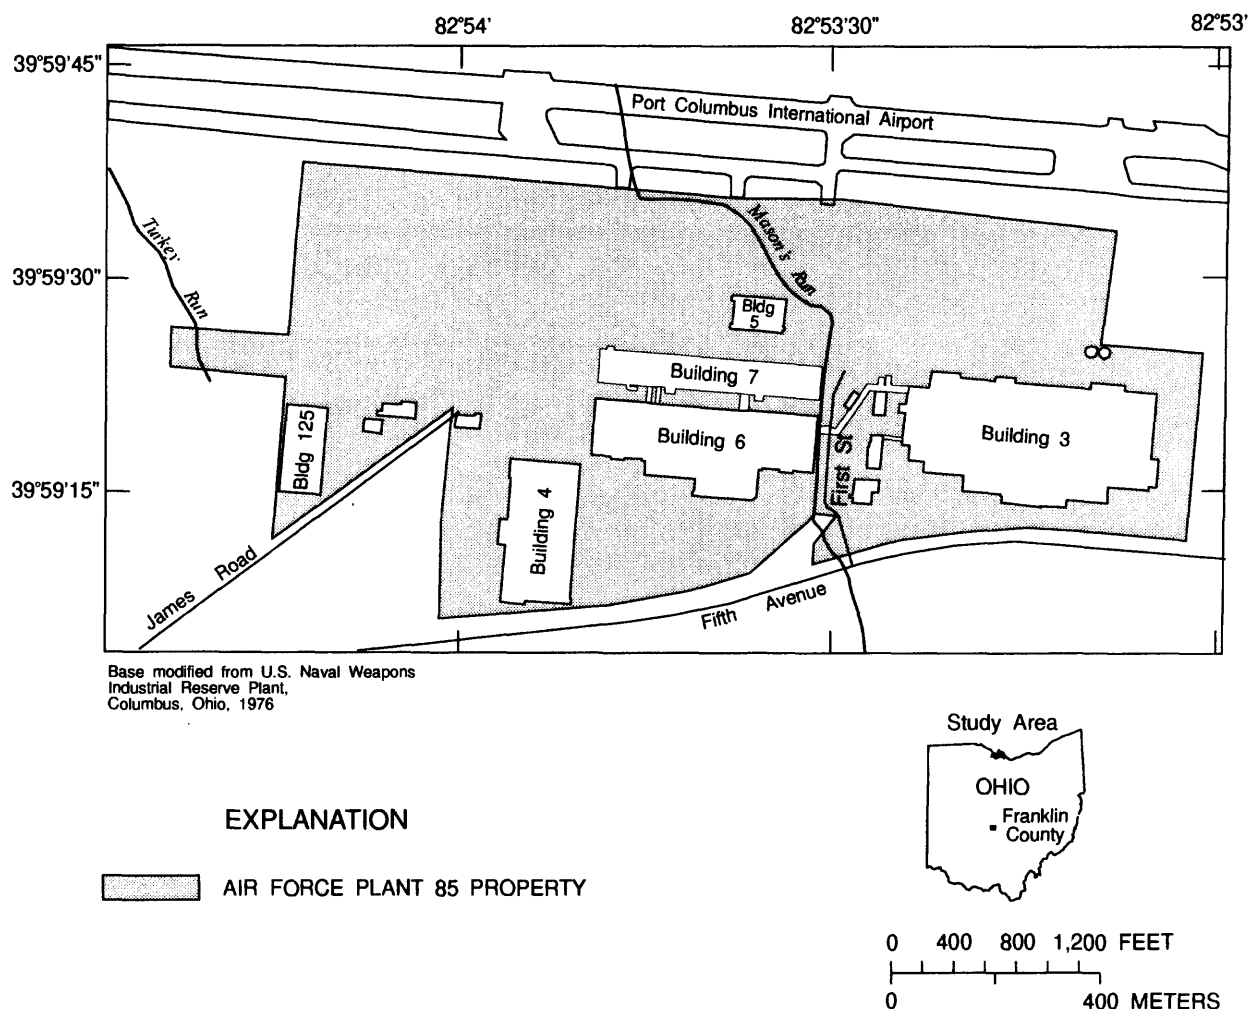 82°54'
82°53'30"
82°53'
39°59'45"
Port Columbus International Airport
Turkey Run
Mason's Run
39°59'30"
Bldg
5
Building 7
Bldg 125
Building 6
Building 3
39°59'15"
First St
Building 4
James Road
Fifth Avenue
Base modified from U.S. Naval Weapons
Industrial Reserve Plant,
Columbus, Ohio, 1976
Study Area
OHIO
Franklin
County
EXPLANATION
AIR FORCE PLANT 85 PROPERTY
0 400 800 1,200 FEET
0 400 METERS